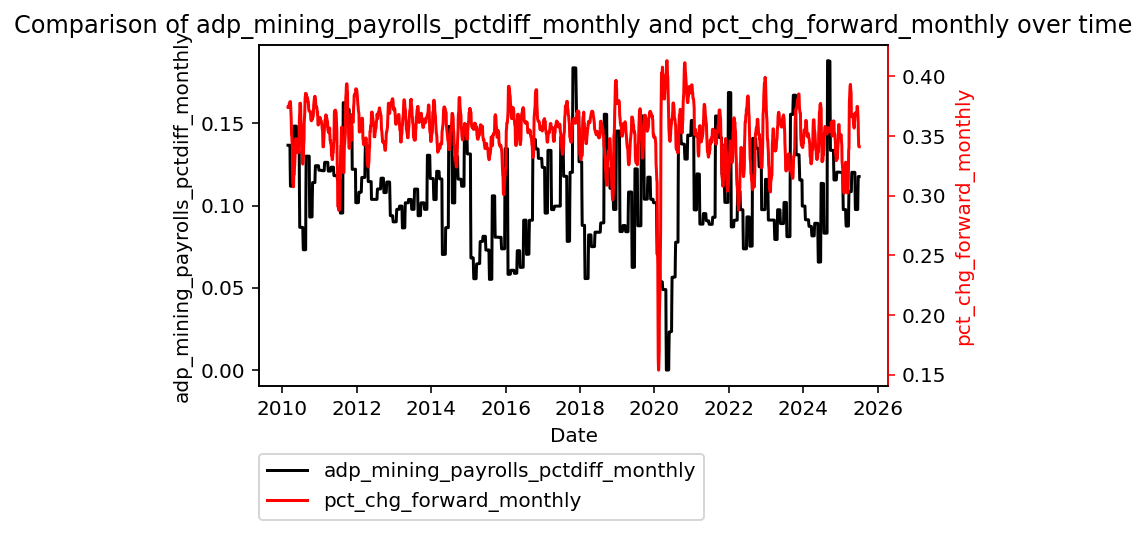 Comparison of adp_mining_payrolls_pctdiff_monthly and pct_chg_forward_monthly over time
adp_mining_payrolls_pctdiff_monthly
0.15
0.10
0.05
0.00
0.40
0.35
0.30
0.25
0.20
0.15
pct_chg_forward_monthly
2010 2012 2014 2016 2018 2020 2022 2024 2026
Date
adp_mining_payrolls_pctdiff_monthly
pct_chg_forward_monthly